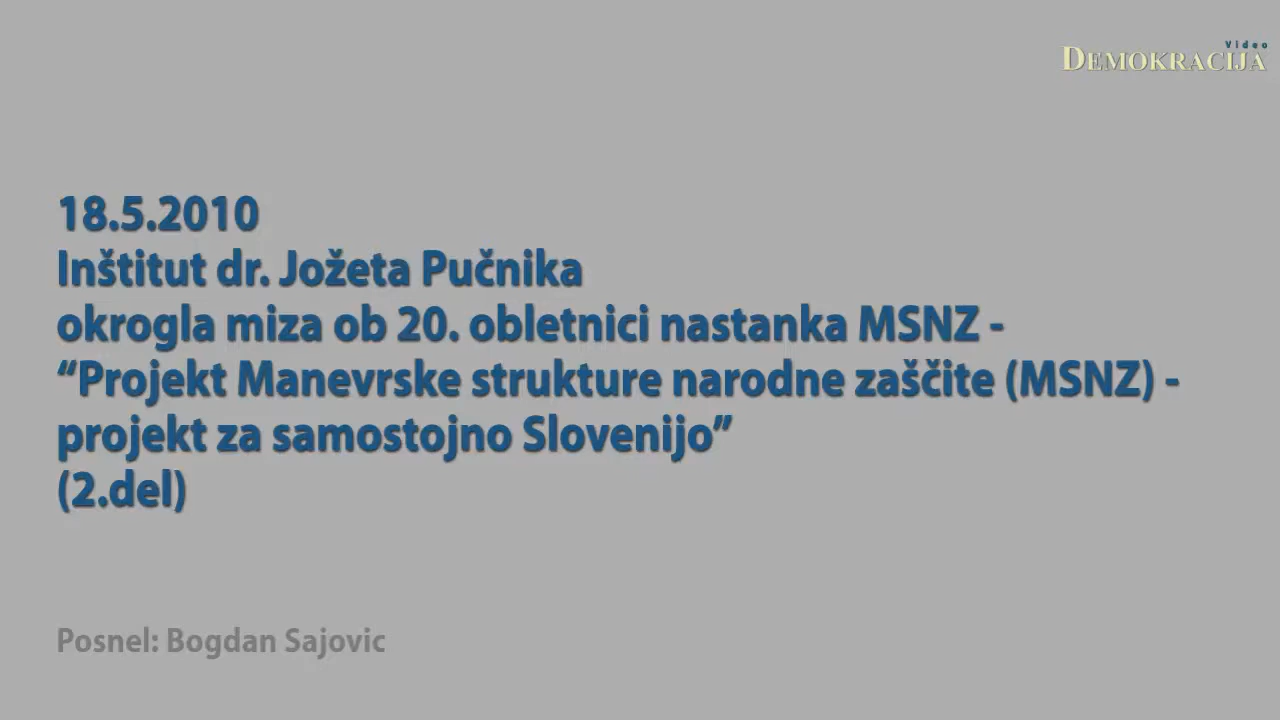 Video
DEMOKRACIJA
18.5.2010
Inštitut dr. Jožeta Pučnika
okrogla miza ob 20. obletnici nastanka MSNZ -
“Projekt Manevrske strukture narodne zaščite (MSNZ) -
projekt za samostojno Slovenijo”
(2.del)
Posnel: Bogdan Sajovic